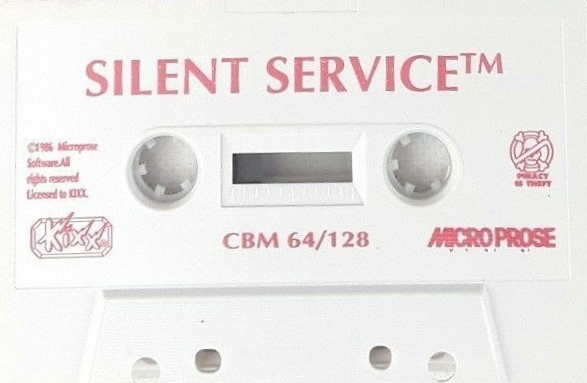 SILENT SERVICE™
©1986 Microprose
Software.All
rights reserved
Licensed to KIXX.
KIXX
PIRACY
IS THEFT
CBM 64/128
MICROPROSE